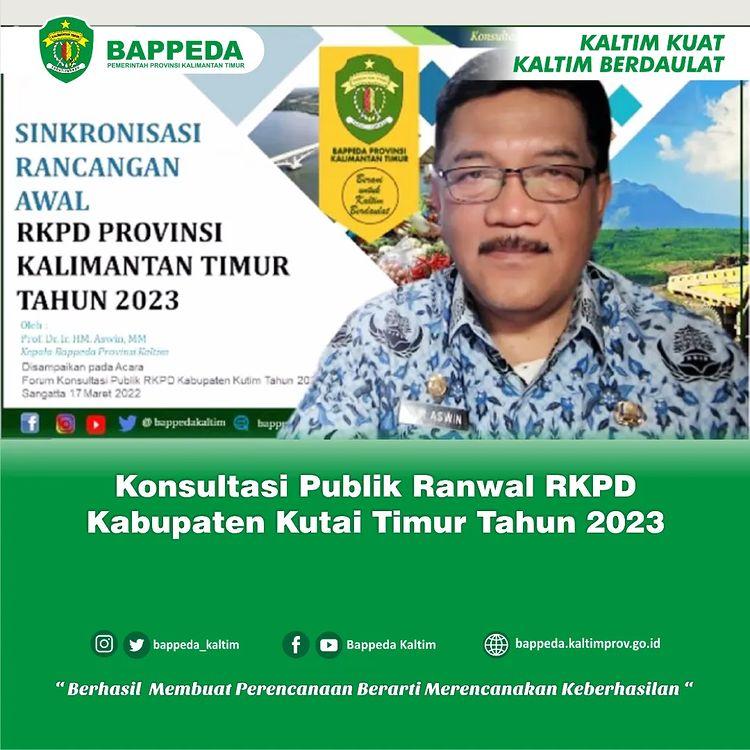 BAPPEDA
PEMERINTAH PROVINSI KALIMANTAN TIMUR
KALTIM KUAT
KALTIM BERDAULAT
Konsultas
SINKRONISASI
RANCANGAN
AWAL
RKPD PROVINSI
KALIMANTAN TIMUR
TAHUN 2023
Oleh :
Prof. Dr. Ir. HM. Aswin, MM
Kepala Bappeda Provinsi Kaltim
Disampaikan pada Acara
Forum Konsultasi Publik RKPD Kabupaten Kutim Tahun 20
Sangatta 17 Maret 2022
BAPPEDA PROVINSI
KALIMANTAN TIMUR
Berani
untuk
Kaltim
Berdaulat
ASWIN
@bappedakaltim
bapp
Konsultasi Publik Ranwal RKPD
Kabupaten Kutai Timur Tahun 2023
bappeda_kaltim
Bappeda Kaltim
bappeda.kaltimprov.go.id
“ Berhasil Membuat Perencanaan Berarti Merencanakan Keberhasilan “